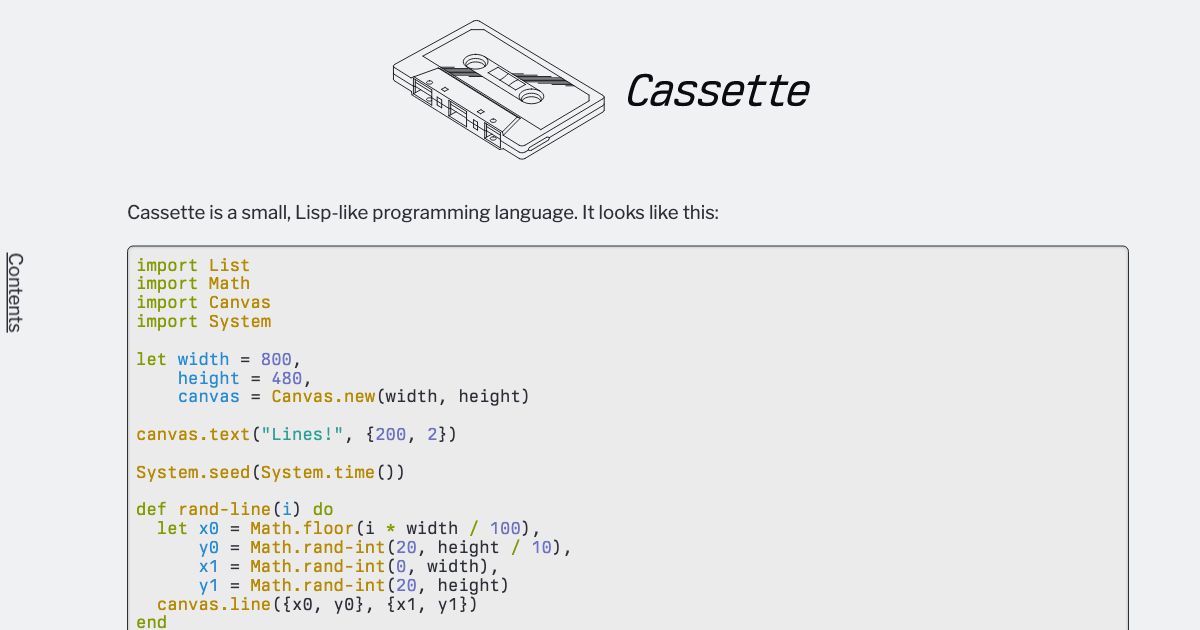 Cassette
Cassette is a small, Lisp-like programming language. It looks like this:
Contents
import List
import Math
import Canvas
import System
let width = 800,
    height = 480,
    canvas = Canvas.new(width, height)
canvas.text("Lines!", {200, 2})
System.seed(System.time())
def rand-line(i) do
  let x0 = Math.floor(i * width / 100),
      y0 = Math.rand-int(20, height / 10),
      x1 = Math.rand-int(0, width),
      y1 = Math.rand-int(20, height)
  canvas.line({x0, y0}, {x1, y1})
end